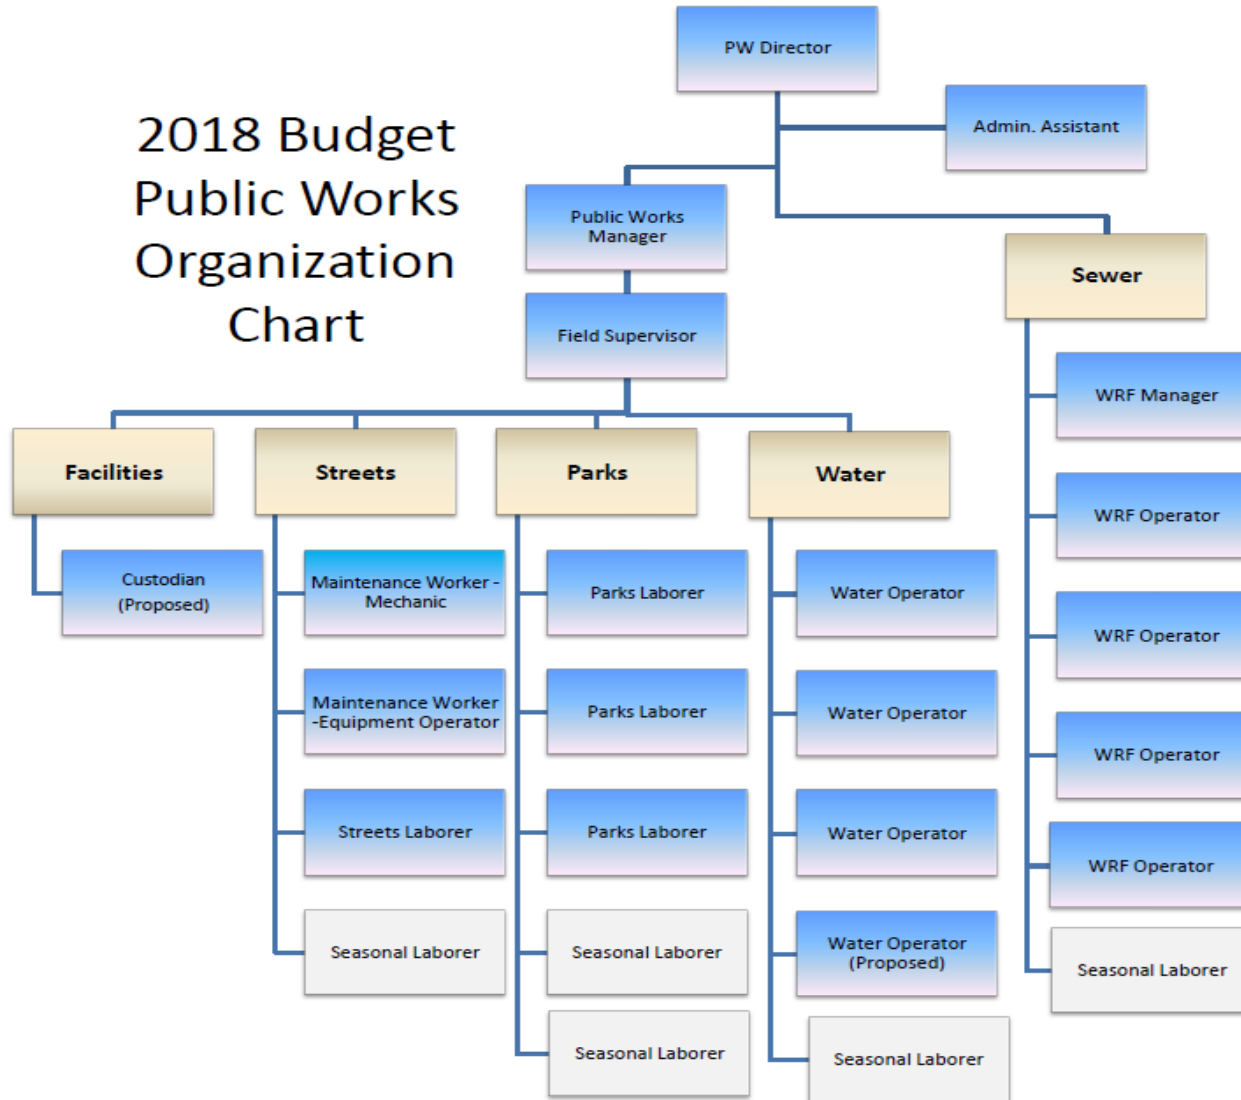 PW Director
Admin. Assistant
2018 Budget
Public Works
Organization
Chart
Public Works
Manager
Field Supervisor
Sewer
WRF Manager
WRF Operator
WRF Operator
WRF Operator
WRF Operator
Seasonal Laborer
Facilities
Custodian
(Proposed)
Streets
Maintenance Worker -
Mechanic
Maintenance Worker
-Equipment Operator
Streets Laborer
Seasonal Laborer
Parks
Parks Laborer
Parks Laborer
Parks Laborer
Seasonal Laborer
Seasonal Laborer
Water
Water Operator
Water Operator
Water Operator
Water Operator
(Proposed)
Seasonal Laborer